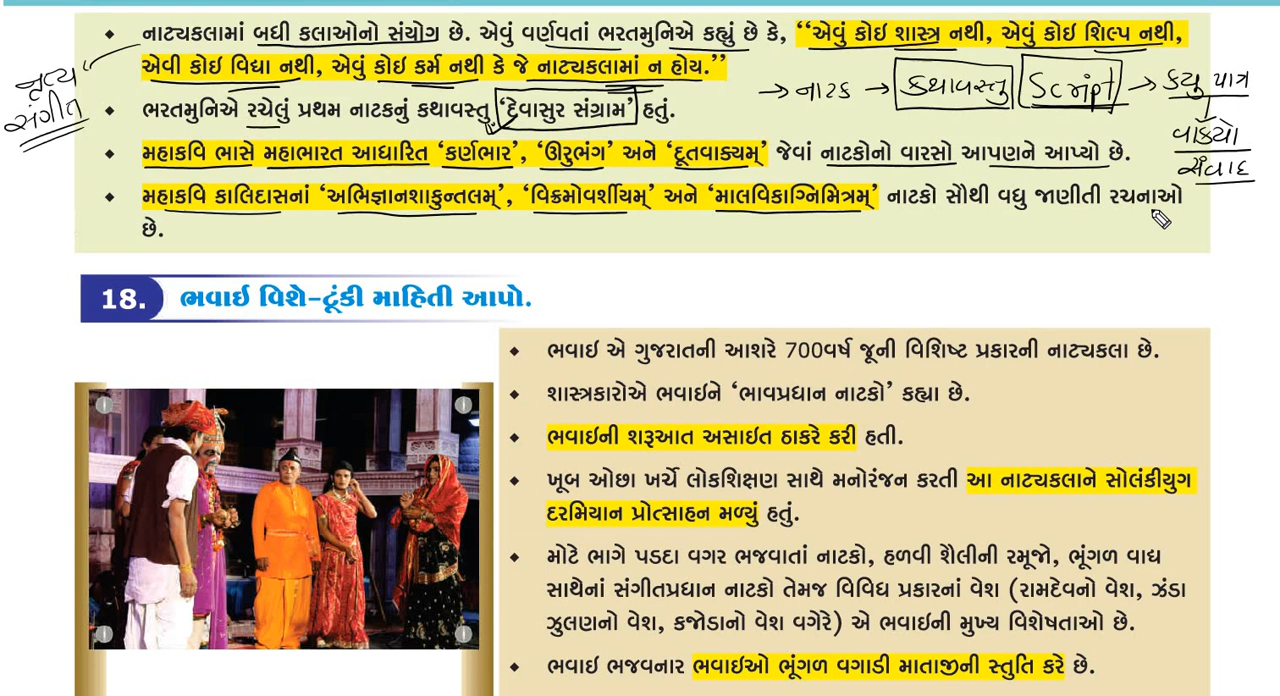 નાટ્યકલામાં બધી કલાઓનો સંયોગ છે. એવું વર્ણવતાં ભરતમુનિએ કહ્યું છે કે, ‘‘એવું કોઇ શાસ્ત્ર નથી, એવું કોઇ શિલ્પ નથી,
એવી કોઇ વિદ્યા નથી, એવું કોઇ કર્મ નથી કે જે નાટ્યકલામાં ન હોય.’’
નૃત્ય
સંગીત
→ નાટક → કથાવસ્તુ Script → કયુ પાત્ર
વાક્યો
સંવાદ
ભરતમુનિએ રચેલું પ્રથમ નાટકનું કથાવસ્તુ ‘દેવાસુર સંગ્રામ’ હતું.
મહાકવિ ભાસે મહાભારત આધારિત ‘કર્ણભાર’, ‘ઊરુભંગ’ અને ‘દૂતવાક્યમ્’ જેવાં નાટકોનો વારસો આપણને આપ્યો છે.
મહાકવિ કાલિદાસનાં ‘અભિજ્ઞાનશાકુન્તલમ્’, ‘વિક્રમોવર્શીયમ્’ અને ‘માલવિકાગ્નિમિત્રમ્’ નાટકો સૌથી વધુ જાણીતી રચનાઓ
છે.
18. ભવાઇ વિશે-ટૂંકી માહિતી આપો.
ભવાઇ એ ગુજરાતની આશરે 700વર્ષ જૂની વિશિષ્ટ પ્રકારની નાટ્યકલા છે.
શાસ્ત્રકારોએ ભવાઇને ‘ભાવપ્રધાન નાટકો’ કહ્યા છે.
ભવાઇની શરૂઆત અસાઇત ઠાકરે કરી હતી.
ખૂબ ઓછા ખર્ચે લોકશિક્ષણ સાથે મનોરંજન કરતી આ નાટ્યકલાને સોલંકીયુગ
દરમિયાન પ્રોત્સાહન મળ્યું હતું.
મોટે ભાગે પડદા વગર ભજવાતાં નાટકો, હળવી શૈલીની રમૂજો, ભૂંગળ વાદ્ય
સાથેનાં સંગીતપ્રધાન નાટકો તેમજ વિવિધ પ્રકારનાં વેશ (રામદેવનો વેશ, ઝંડા
ઝુલણનો વેશ, કજોડાનો વેશ વગેરે) એ ભવાઇની મુખ્ય વિશેષતાઓ છે.
ભવાઇ ભજવનાર ભવાઇઓ ભૂંગળ વગાડી માતાજીની સ્તુતિ કરે છે.